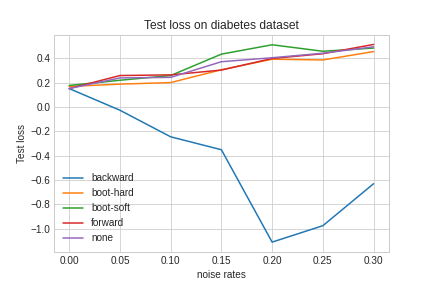 Test loss on diabetes dataset
Test loss
0.4
0.2
0.0
−0.2
−0.4
−0.6
−0.8
−1.0
backward
boot-hard
boot-soft
forward
none
0.00 0.05 0.10 0.15 0.20 0.25 0.30
noise rates